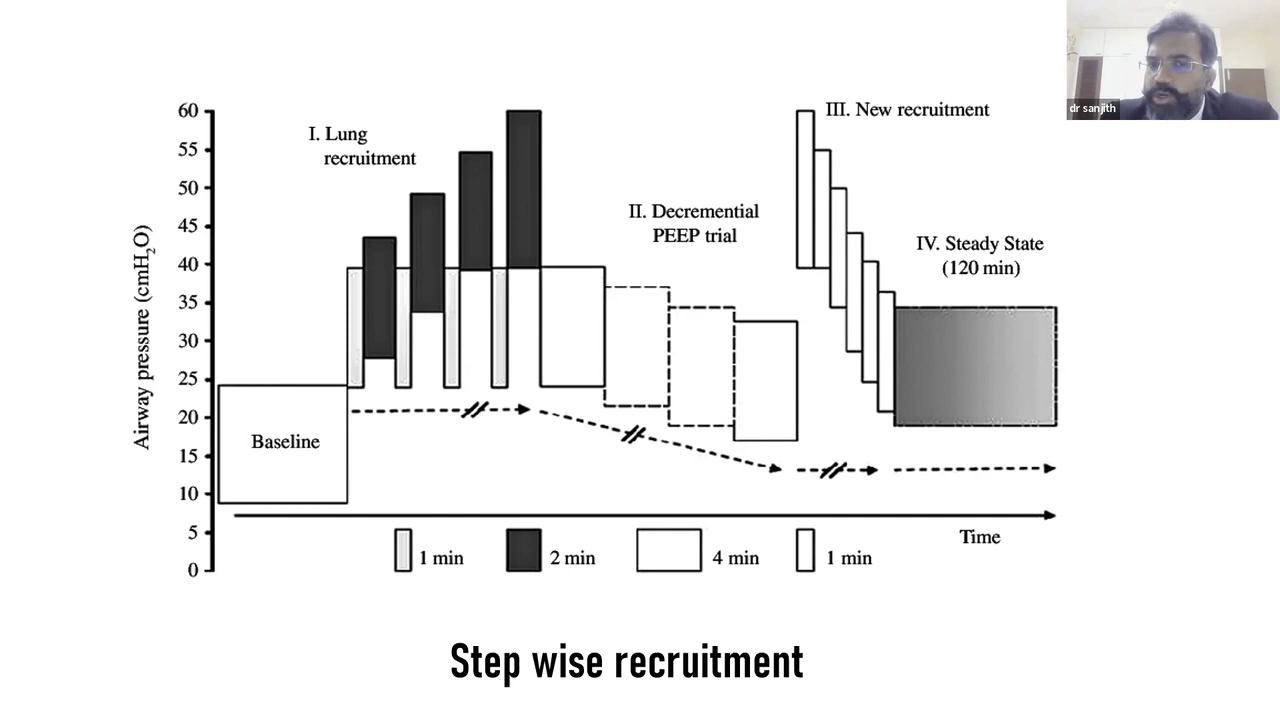 dr sanjith
60
55
50
45
40
35
30
25
20
15
10
5
0
Airway pressure (cmH₂O)
I. Lung
recruitment
II. Decremential
PEEP trial
III. New recruitment
IV. Steady State
(120 min)
Baseline
Time
1 min
2 min
4 min
1 min
Step wise recruitment